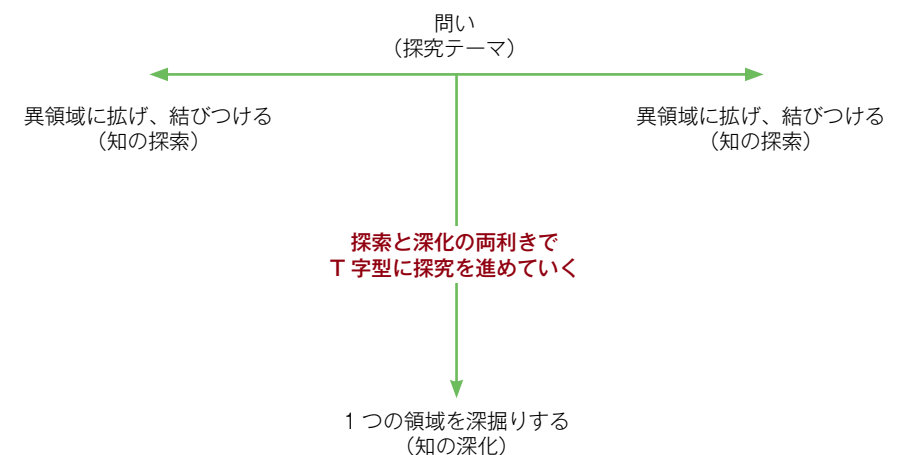 問い
（探究テーマ）
異領域に拡げ、結びつける
（知の探索）
異領域に拡げ、結びつける
（知の探索）
探索と深化の両利きで
T 字型に探究を進めていく
1 つの領域を深掘りする
（知の深化）